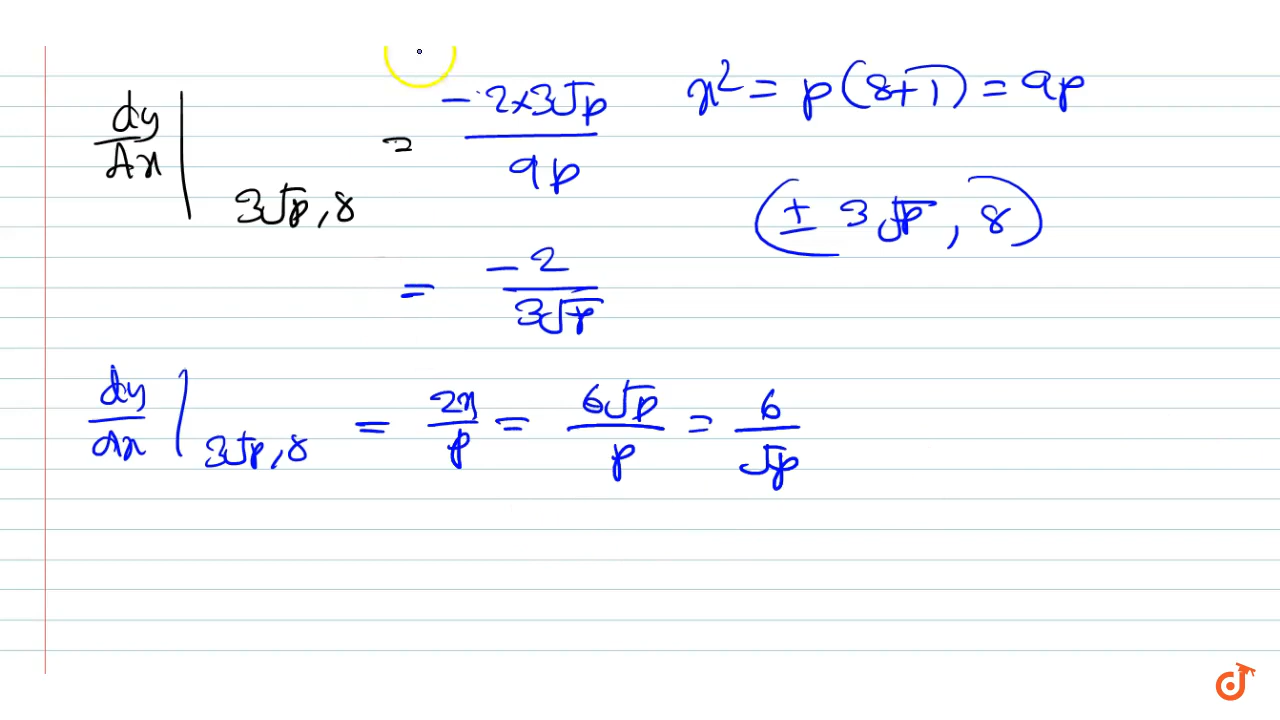 dy/dx | 3√p, 8 = -2×3√p / 9p
x² = p(8+1) = 9p
(± 3√p, 8)
= -2 / 3√p
dy/dx | 3√p, 8 = 2x/p = 6√p/p = 6/√p